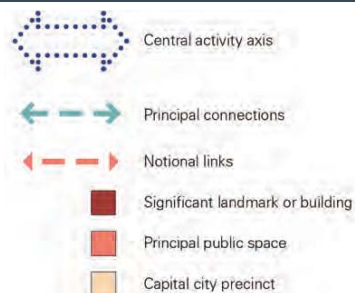 Central activity axis
Principal connections
Notional links
Significant landmark or building
Principal public space
Capital city precinct